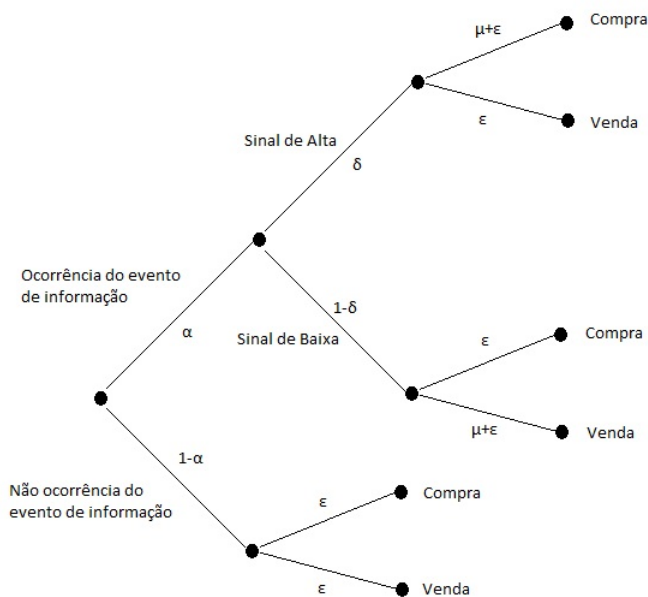 μ+ε
Compra
ε
Venda
Sinal de Alta
δ
Ocorrência do evento
de informação
α
1-δ
Sinal de Baixa
ε
Compra
μ+ε
Venda
1-α
Não ocorrência do
evento de informação
ε
Compra
ε
Venda